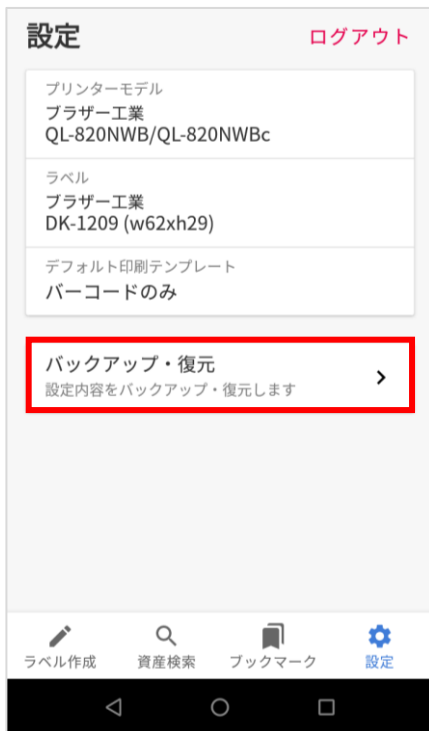 設定
ログアウト
プリンターモデル
ブラザー工業
QL-820NWB/QL-820NWBc
ラベル
ブラザー工業
DK-1209 (w62xh29)
デフォルト印刷テンプレート
バーコードのみ
バックアップ・復元
設定内容をバックアップ・復元します
ラベル作成
資産検索
ブックマーク
設定